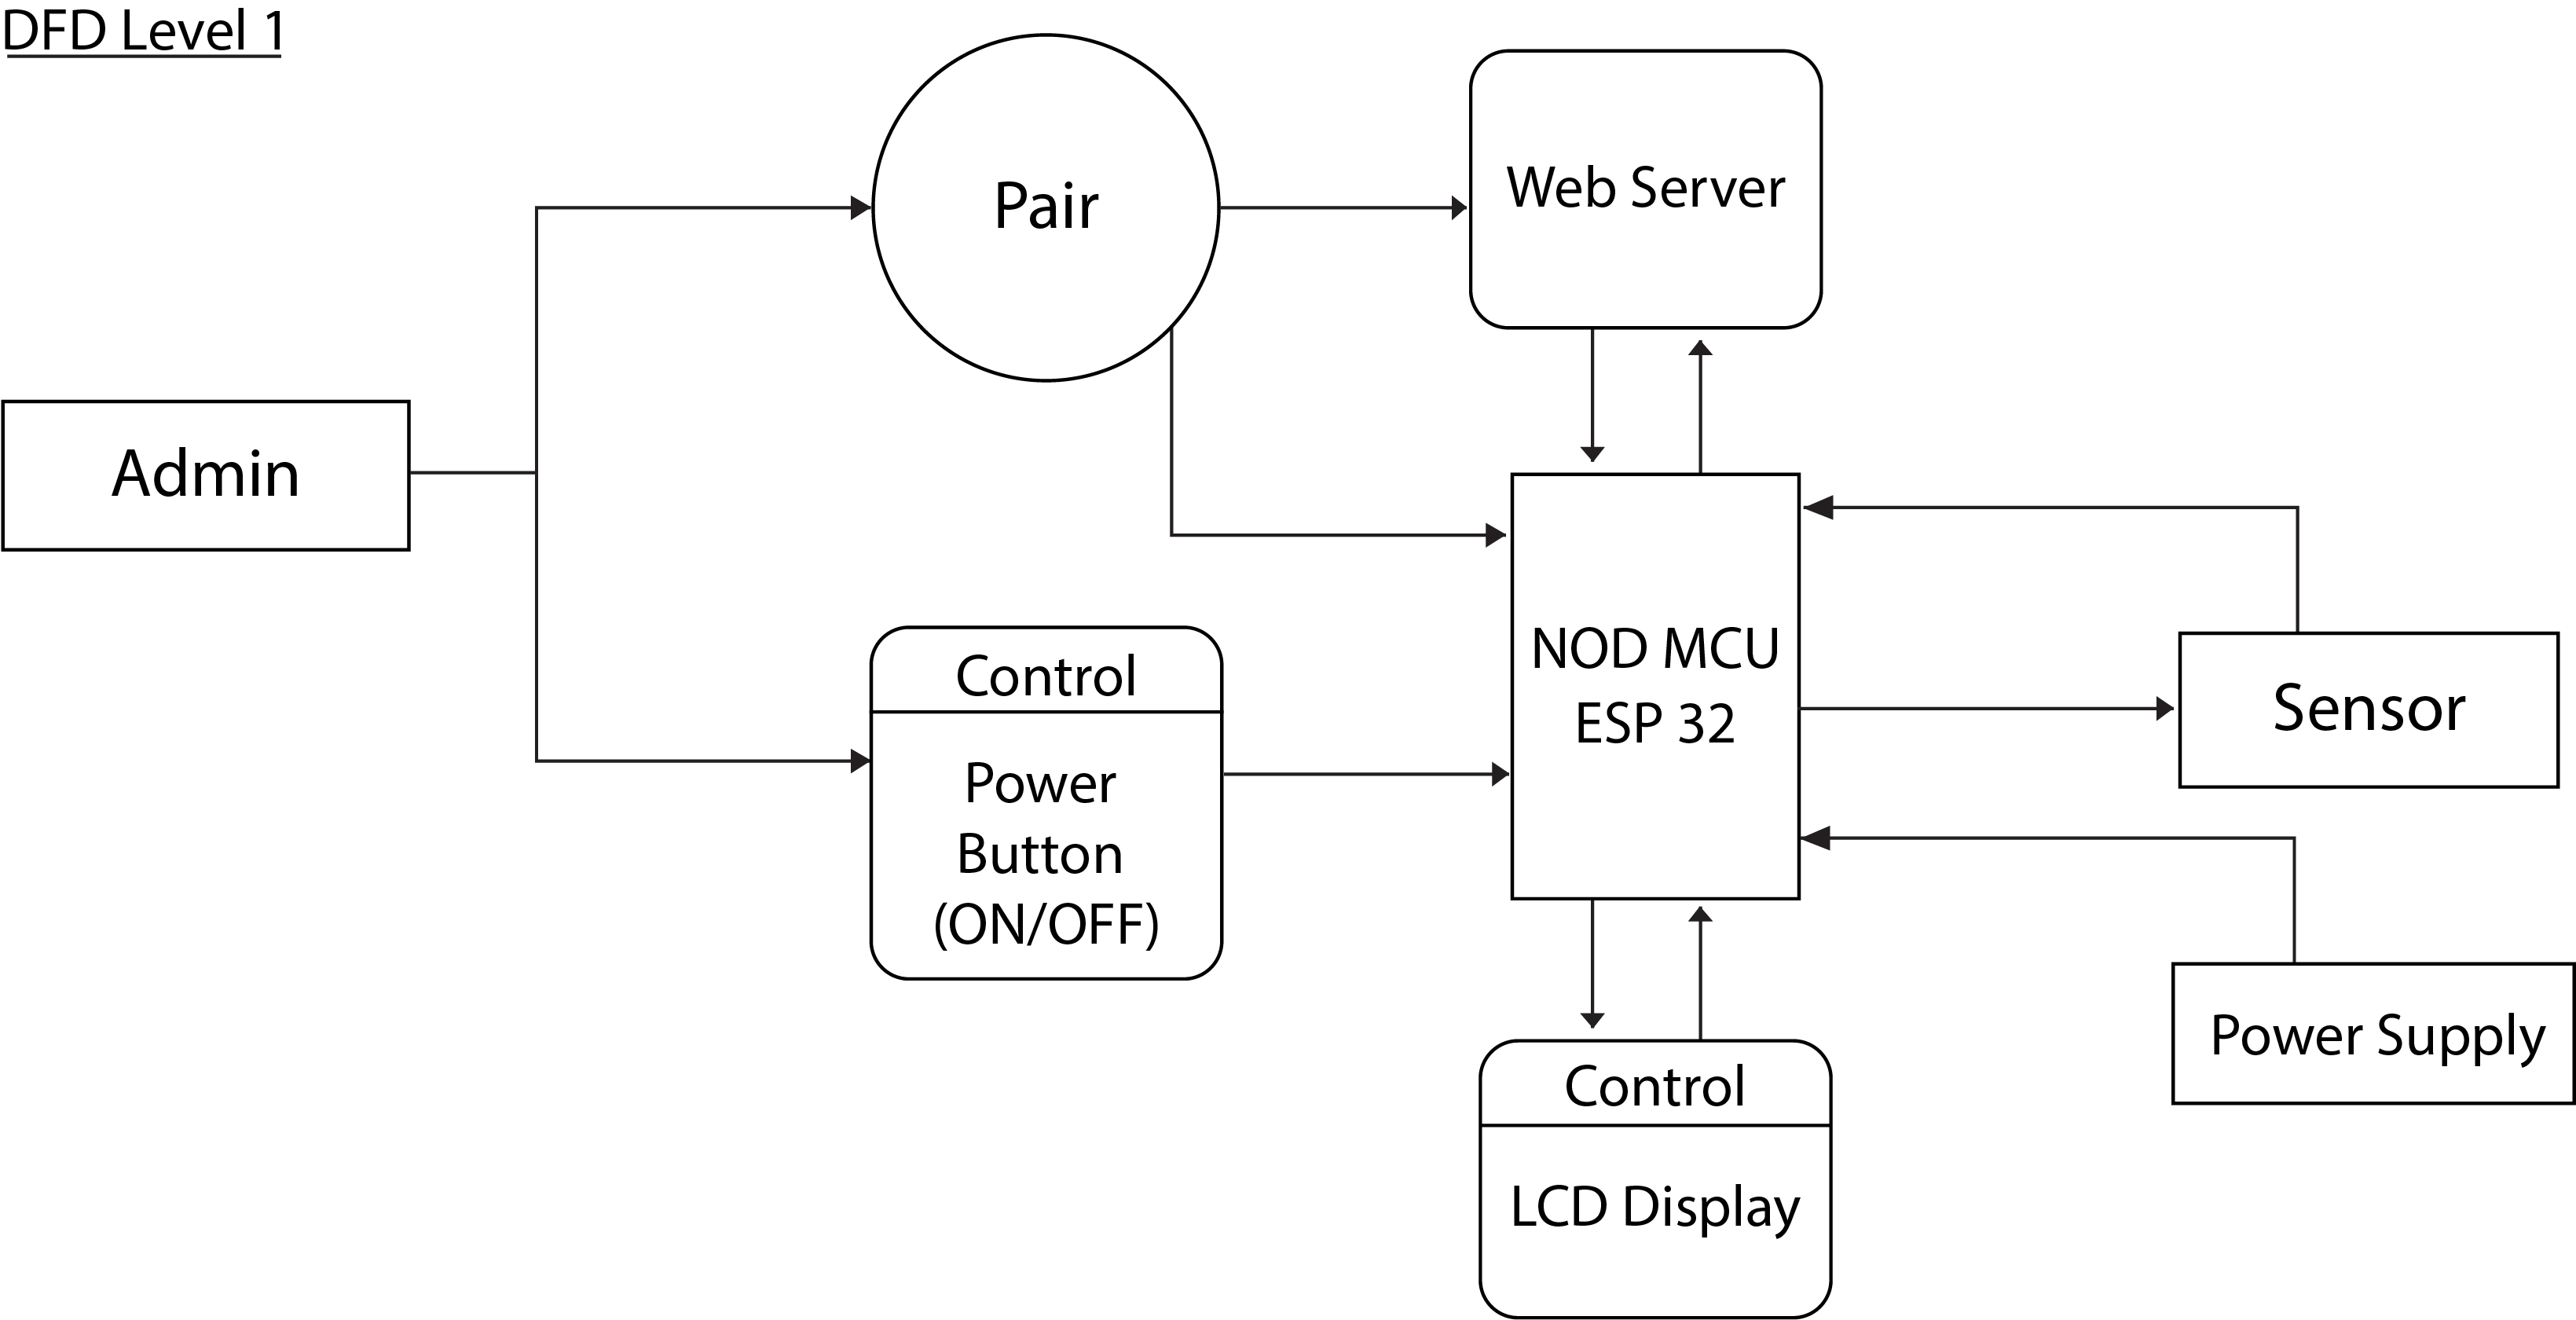 DFD Level 1
Pair
Web Server
Admin
NOD MCU
ESP 32
Control
Power
Button
(ON/OFF)
Sensor
Power Supply
Control
LCD Display